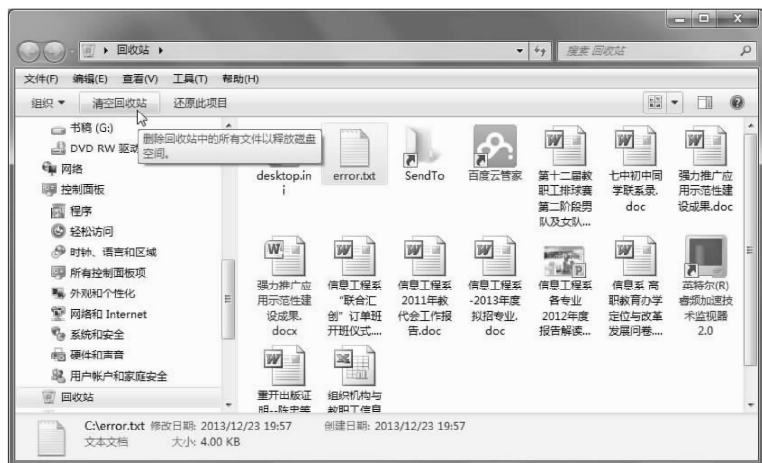 回收站
搜索 回收站
文件(F) 编辑(E) 查看(V) 工具(T) 帮助(H)
组织 清空回收站 还原此项目
书稿 (G:)
DVD RW 驱动
删除回收站中的所有文件以释放磁盘
空间。
网络
控制面板
程序
轻松访问
时钟、语言和区域
所有控制面板项
外观和个性化
网络和 Internet
系统和安全
硬件和声音
用户帐户和家庭安全
回收站
desktop.in
i
error.txt
SendTo
百度云管家
第十二届教
职工排球赛
第二阶段男
队及女队...
七中初中同
学联系录.
doc
强力推广应
用示范性建
设成果.doc
强力推广应
用示范性建
设成果.
docx
信息工程系
“联合汇
创”订单班
开班仪式....
信息工程系
2011年教
代会工作报
告.doc
信息工程系
-2013年度
拟招专业.
doc
信息工程系
各专业
2012年度
报告解读...
信息系 高
职教育办学
定位与改革
发展问卷....
英特尔(R)
睿频加速技
术监视器
2.0
重开出版证
明--陈忠等
组织机构与
教职工信息
C:\error.txt 修改日期: 2013/12/23 19:57 创建日期: 2013/12/23 19:57
文本文档 大小: 4.00 KB